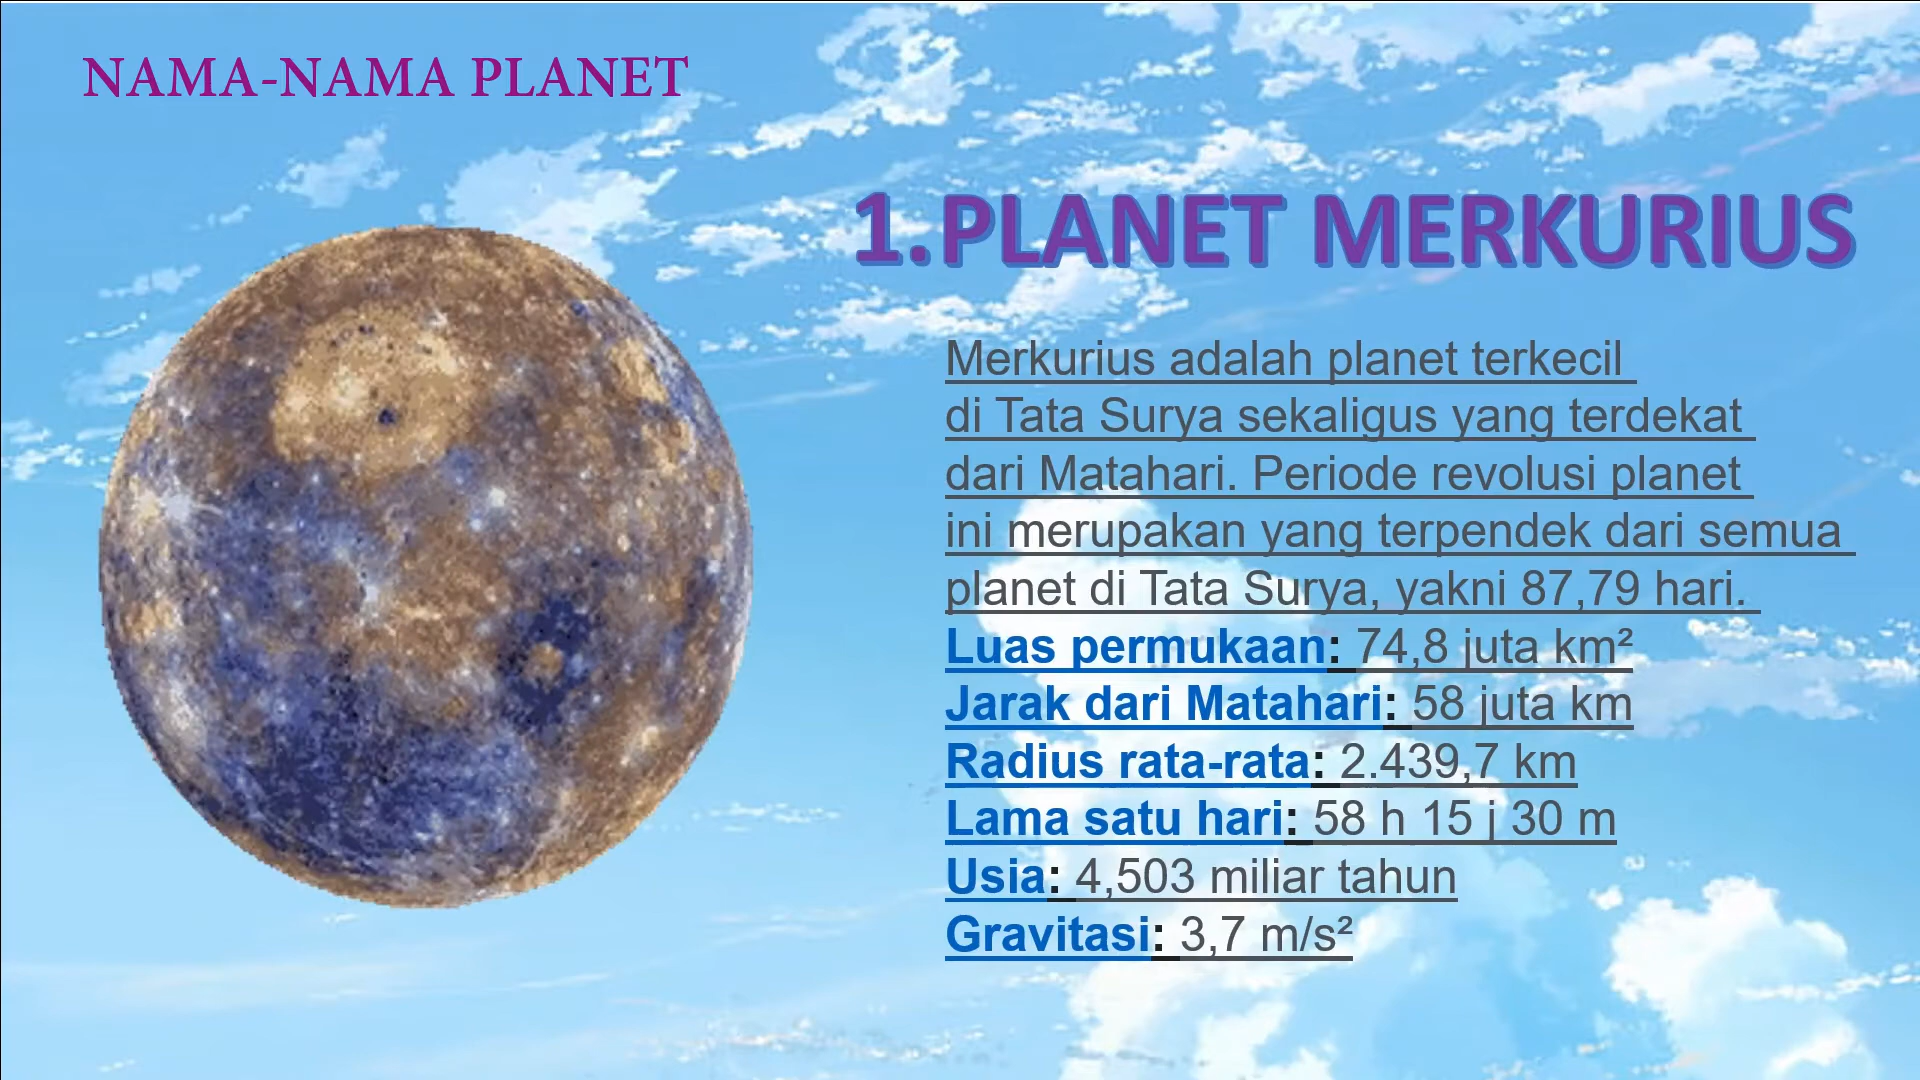 NAMA-NAMA PLANET
1.PLANET MERKURIUS
Merkurius adalah planet terkecil
di Tata Surya sekaligus yang terdekat
dari Matahari. Periode revolusi planet
ini merupakan yang terpendek dari semua
planet di Tata Surya, yakni 87,79 hari.
Luas permukaan: 74,8 juta km²
Jarak dari Matahari: 58 juta km
Radius rata-rata: 2.439,7 km
Lama satu hari: 58 h 15 j 30 m
Usia: 4,503 miliar tahun
Gravitasi: 3,7 m/s²